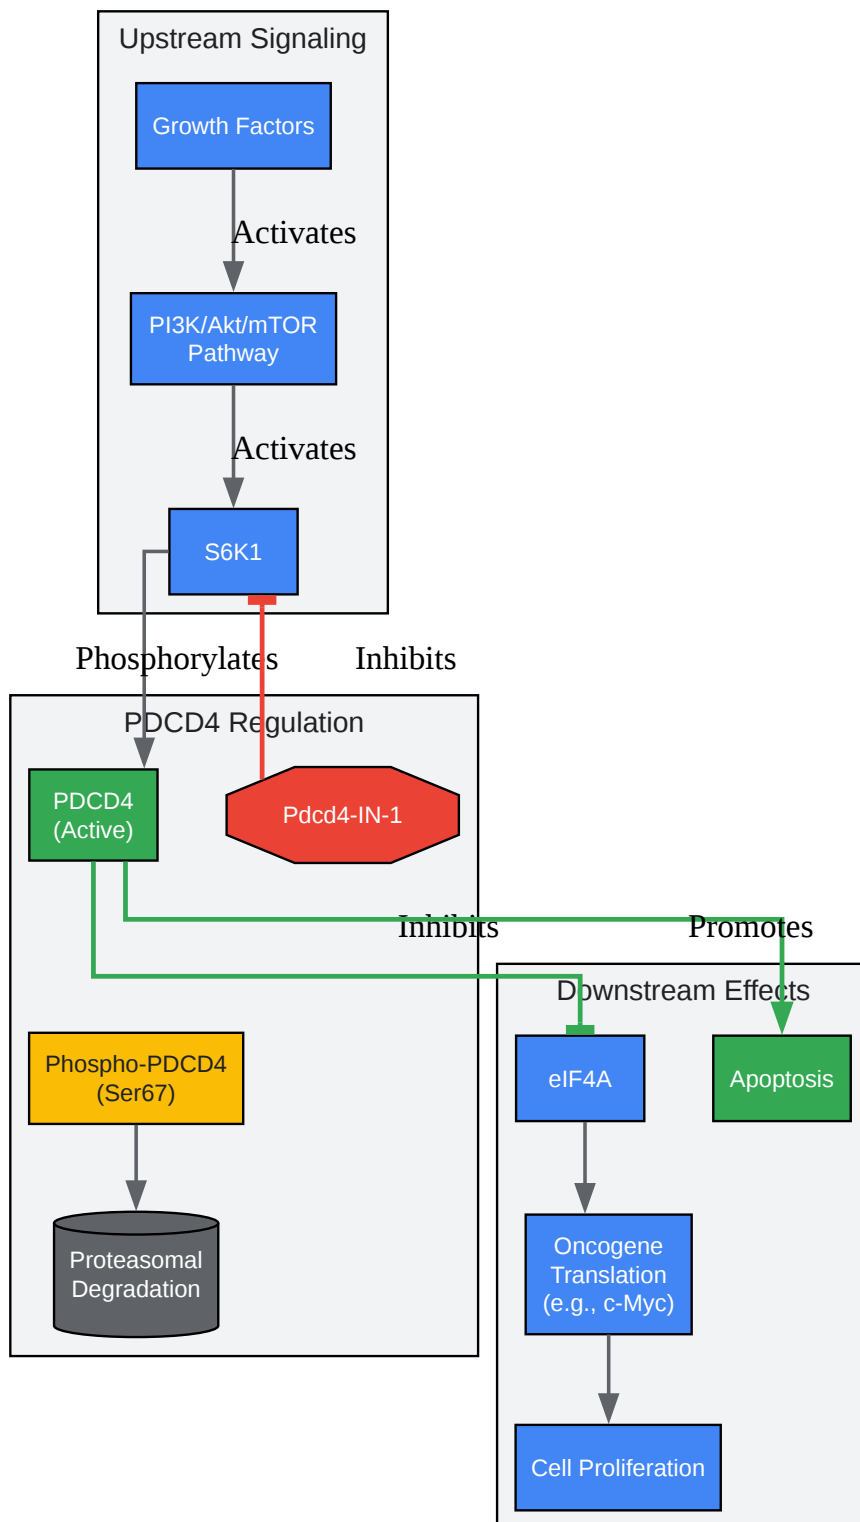 Upstream Signaling
Growth Factors
Activates
PI3K/Akt/mTOR
Pathway
Activates
S6K1
Phosphorylates
Inhibits
PDCD4 Regulation
PDCD4
(Active)
Pdcd4-IN-1
Inhibits
Promotes
Downstream Effects
Phospho-PDCD4
(Ser67)
eIF4A
Apoptosis
Proteasomal
Degradation
Oncogene
Translation
(e.g., c-Myc)
Cell Proliferation